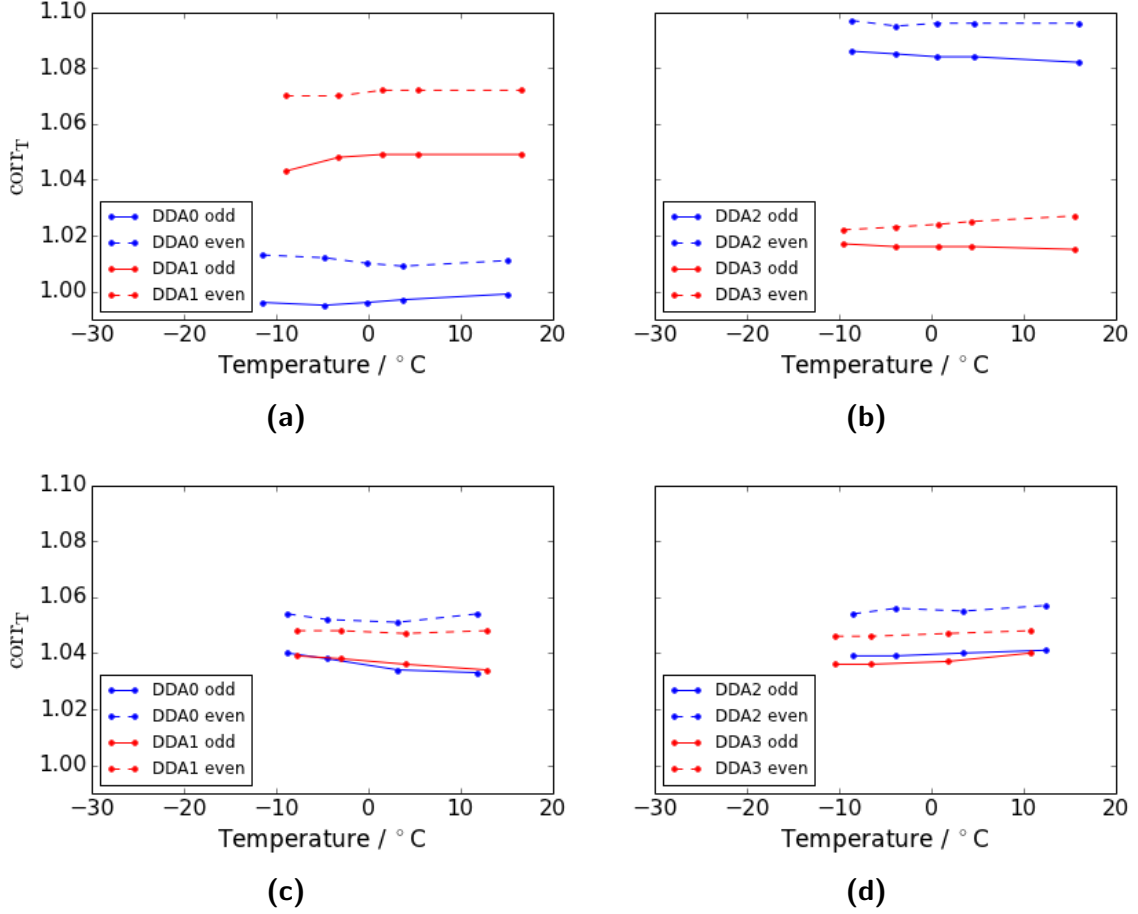 1.10
1.08
1.06
1.04
1.02
1.00
corr_T
DDA0 odd
DDA0 even
DDA1 odd
DDA1 even
−30 −20 −10 0 10 20
Temperature / °C
(a)
DDA2 odd
DDA2 even
DDA3 odd
DDA3 even
−30 −20 −10 0 10 20
Temperature / °C
(b)
1.10
1.08
1.06
1.04
1.02
1.00
corr_T
DDA0 odd
DDA0 even
DDA1 odd
DDA1 even
−30 −20 −10 0 10 20
Temperature / °C
(c)
DDA2 odd
DDA2 even
DDA3 odd
DDA3 even
−30 −20 −10 0 10 20
Temperature / °C
(d)